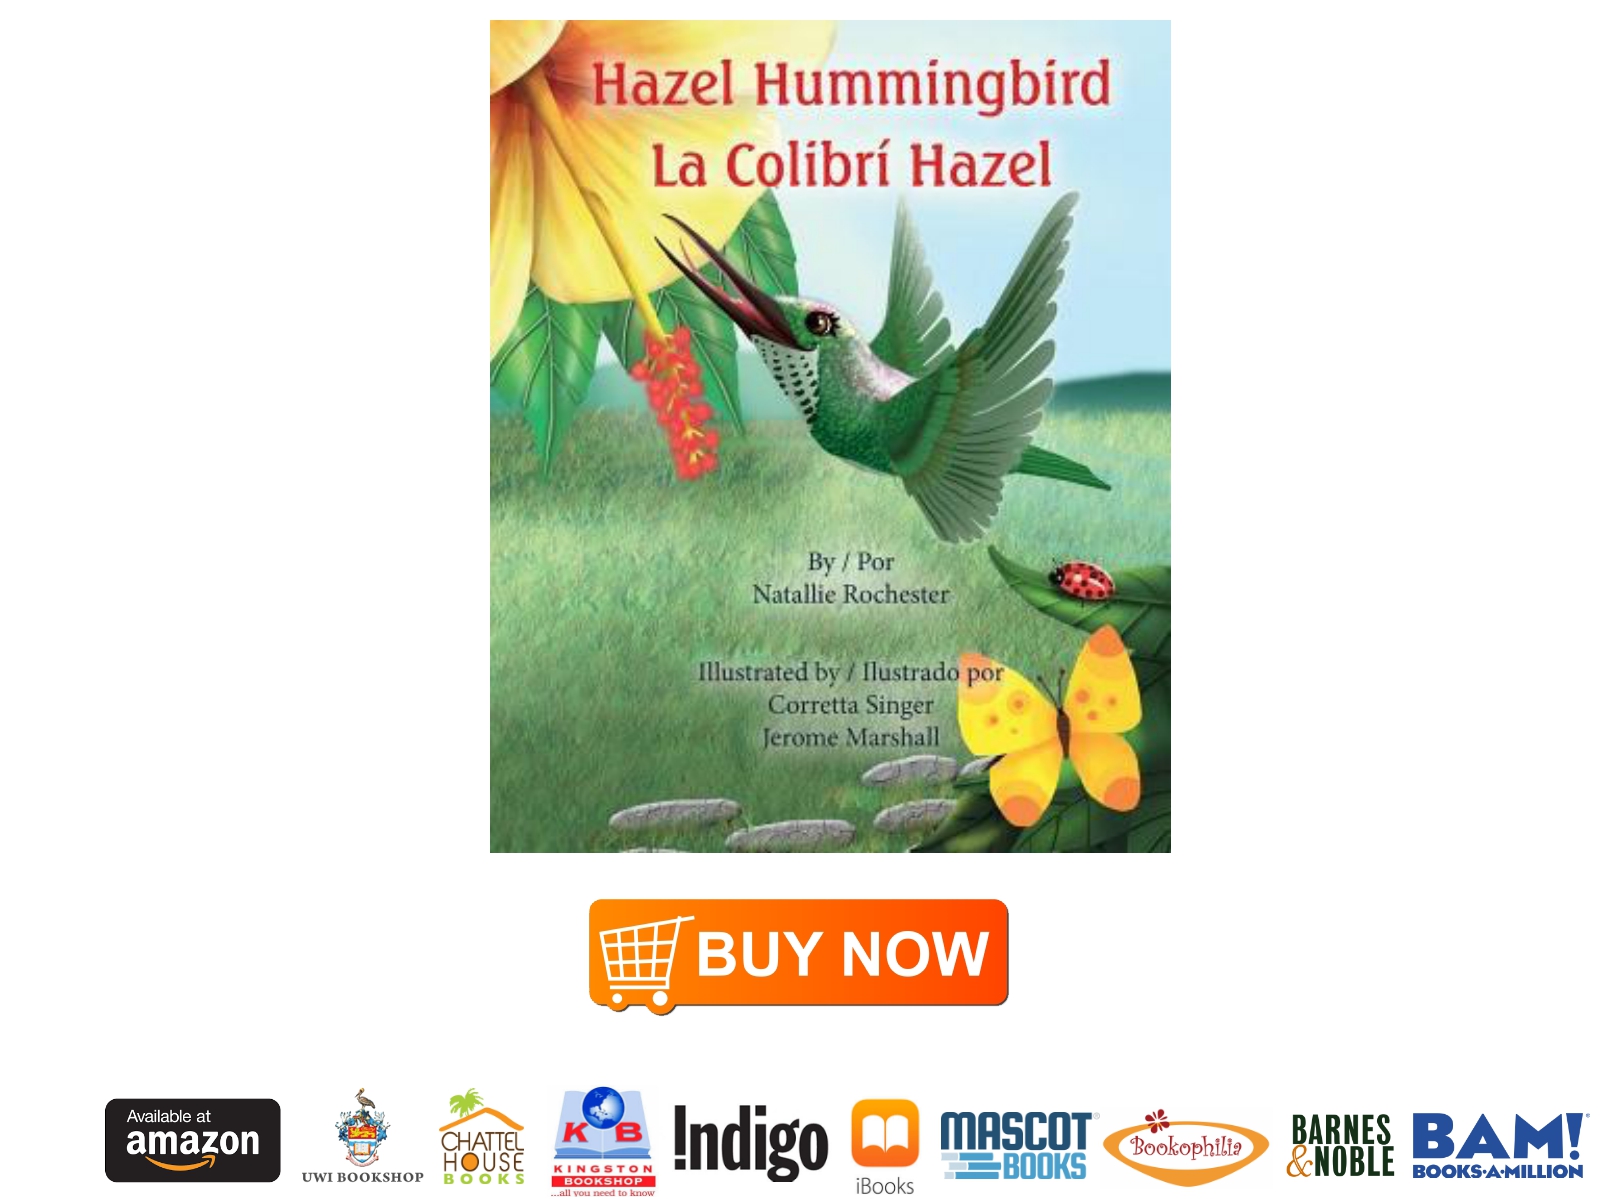 Hazel Hummingbird
La Colibrí Hazel
By / Por
Natallie Rochester
Illustrated by / Ilustrado por
Corretta Singer
Jerome Marshall
BUY NOW
Available at
amazon
UWI BOOKSHOP
CHATTEL
HOUSE
BOOKS
K B
KINGSTON
BOOKSHOP
...all you need to know
!ndigo
iBooks
MASCOT®
BOOKS
Bookophilia
BARNES
&NOBLE
BAM!®
BOOKS·A·MILLION